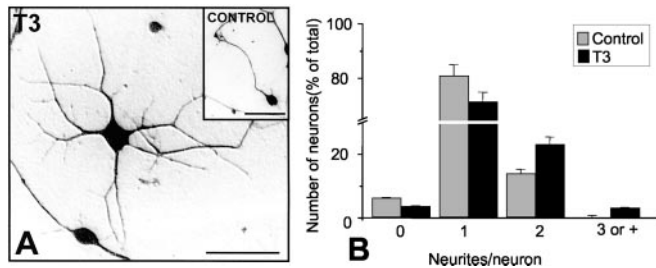 T3
CONTROL
A
Number of neurons(% of total)
100
80
20
0
Control
T3
0
1
2
3 or +
Neurites/neuron
B